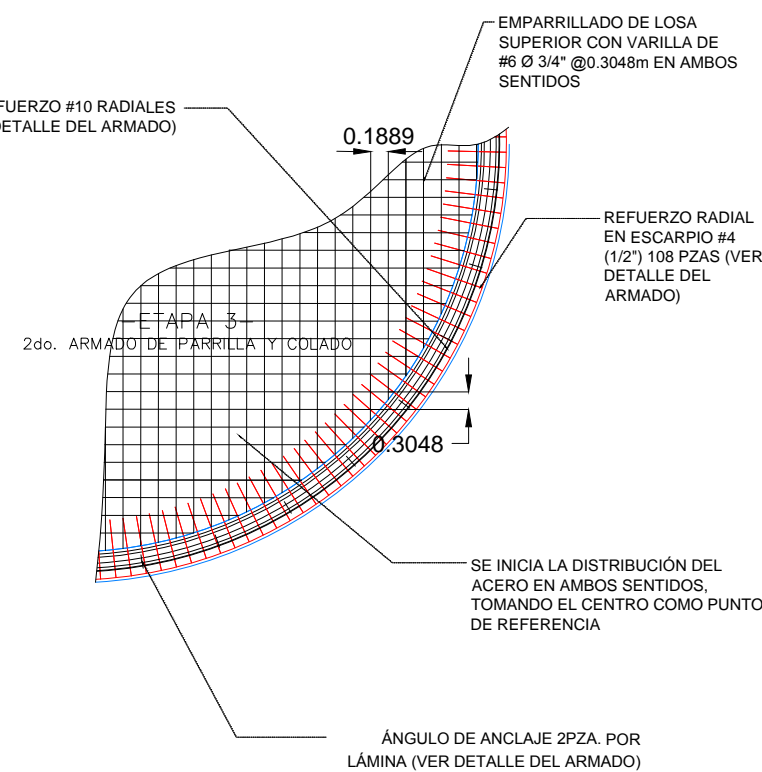 EMPARRILLADO DE LOSA
SUPERIOR CON VARILLA DE
#6 Ø 3/4" @0.3048m EN AMBOS
SENTIDOS
FUERZO #10 RADIALES
DETALLE DEL ARMADO)
0.1889
REFUERZO RADIAL
EN ESCARPIO #4
(1/2") 108 PZAS (VER
DETALLE DEL
ARMADO)
ETAPA 3
2do. ARMADO DE PARRILLA Y COLADO
0.3048
SE INICIA LA DISTRIBUCIÓN DEL
ACERO EN AMBOS SENTIDOS,
TOMANDO EL CENTRO COMO PUNTO
DE REFERENCIA
ÁNGULO DE ANCLAJE 2PZA. POR
LÁMINA (VER DETALLE DEL ARMADO)